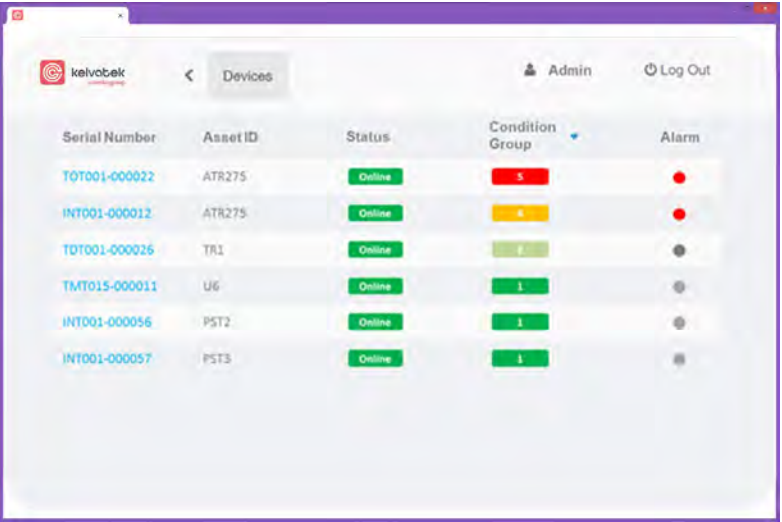 kelvatek
Devices
Admin
Log Out
Serial Number Asset ID Status Condition Group Alarm
TOT001-000022 ATR275 Online 5
INT001-000012 ATR275 Online 4
TDT001-000026 TR1 Online
TMT015-000011 U6 Online 1
INT001-000056 PST2 Online 1
INT001-000057 PST3 Online 1